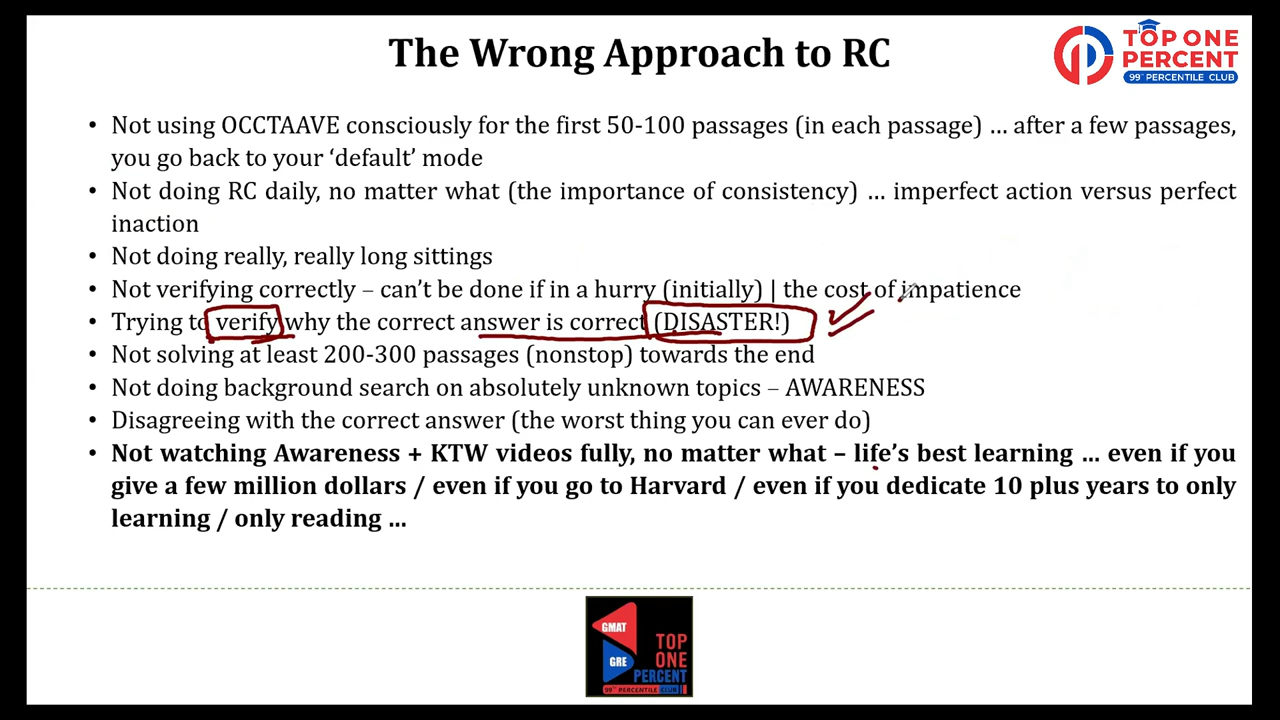 The Wrong Approach to RC
TOP ONE
PERCENT
99TH PERCENTILE CLUB
• Not using OCCTAAVE consciously for the first 50-100 passages (in each passage) … after a few passages,
you go back to your ‘default’ mode
• Not doing RC daily, no matter what (the importance of consistency) … imperfect action versus perfect
inaction
• Not doing really, really long sittings
• Not verifying correctly – can’t be done if in a hurry (initially) | the cost of impatience
• Trying to verify why the correct answer is correct (DISASTER!)
• Not solving at least 200-300 passages (nonstop) towards the end
• Not doing background search on absolutely unknown topics – AWARENESS
• Disagreeing with the correct answer (the worst thing you can ever do)
• Not watching Awareness + KTW videos fully, no matter what – life’s best learning … even if you
give a few million dollars / even if you go to Harvard / even if you dedicate 10 plus years to only
learning / only reading …
GMAT
GRE
TOP
ONE
PERCENT
99TH PERCENTILE CLUB